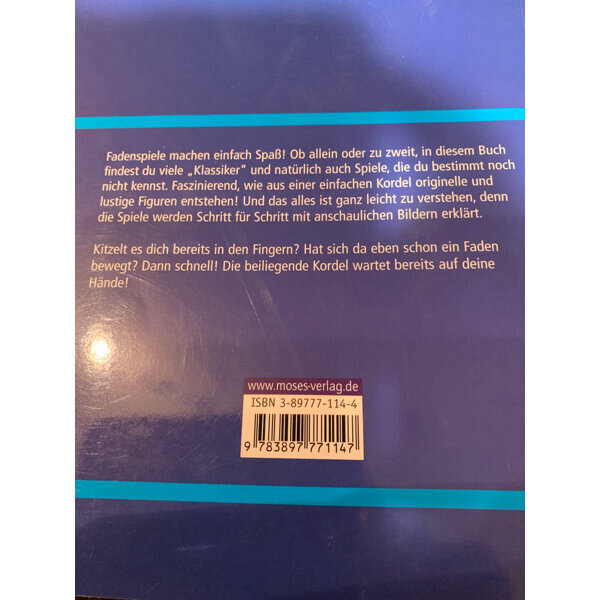 Fadenspiele machen einfach Spaß! Ob allein oder zu zweit, in diesem Buch
findest du viele „Klassiker" und natürlich auch Spiele, die du bestimmt noch
nicht kennst. Faszinierend, wie aus einer einfachen Kordel originelle und
lustige Figuren entstehen! Und das alles ist ganz leicht zu verstehen, denn
die Spiele werden Schritt für Schritt mit anschaulichen Bildern erklärt.
Kitzelt es dich bereits in den Fingern? Hat sich da eben schon ein Faden
bewegt? Dann schnell! Die beiliegende Kordel wartet bereits auf deine
Hände!
www.moses-verlag.de
ISBN 3-89777-114-4
9 783897 771147